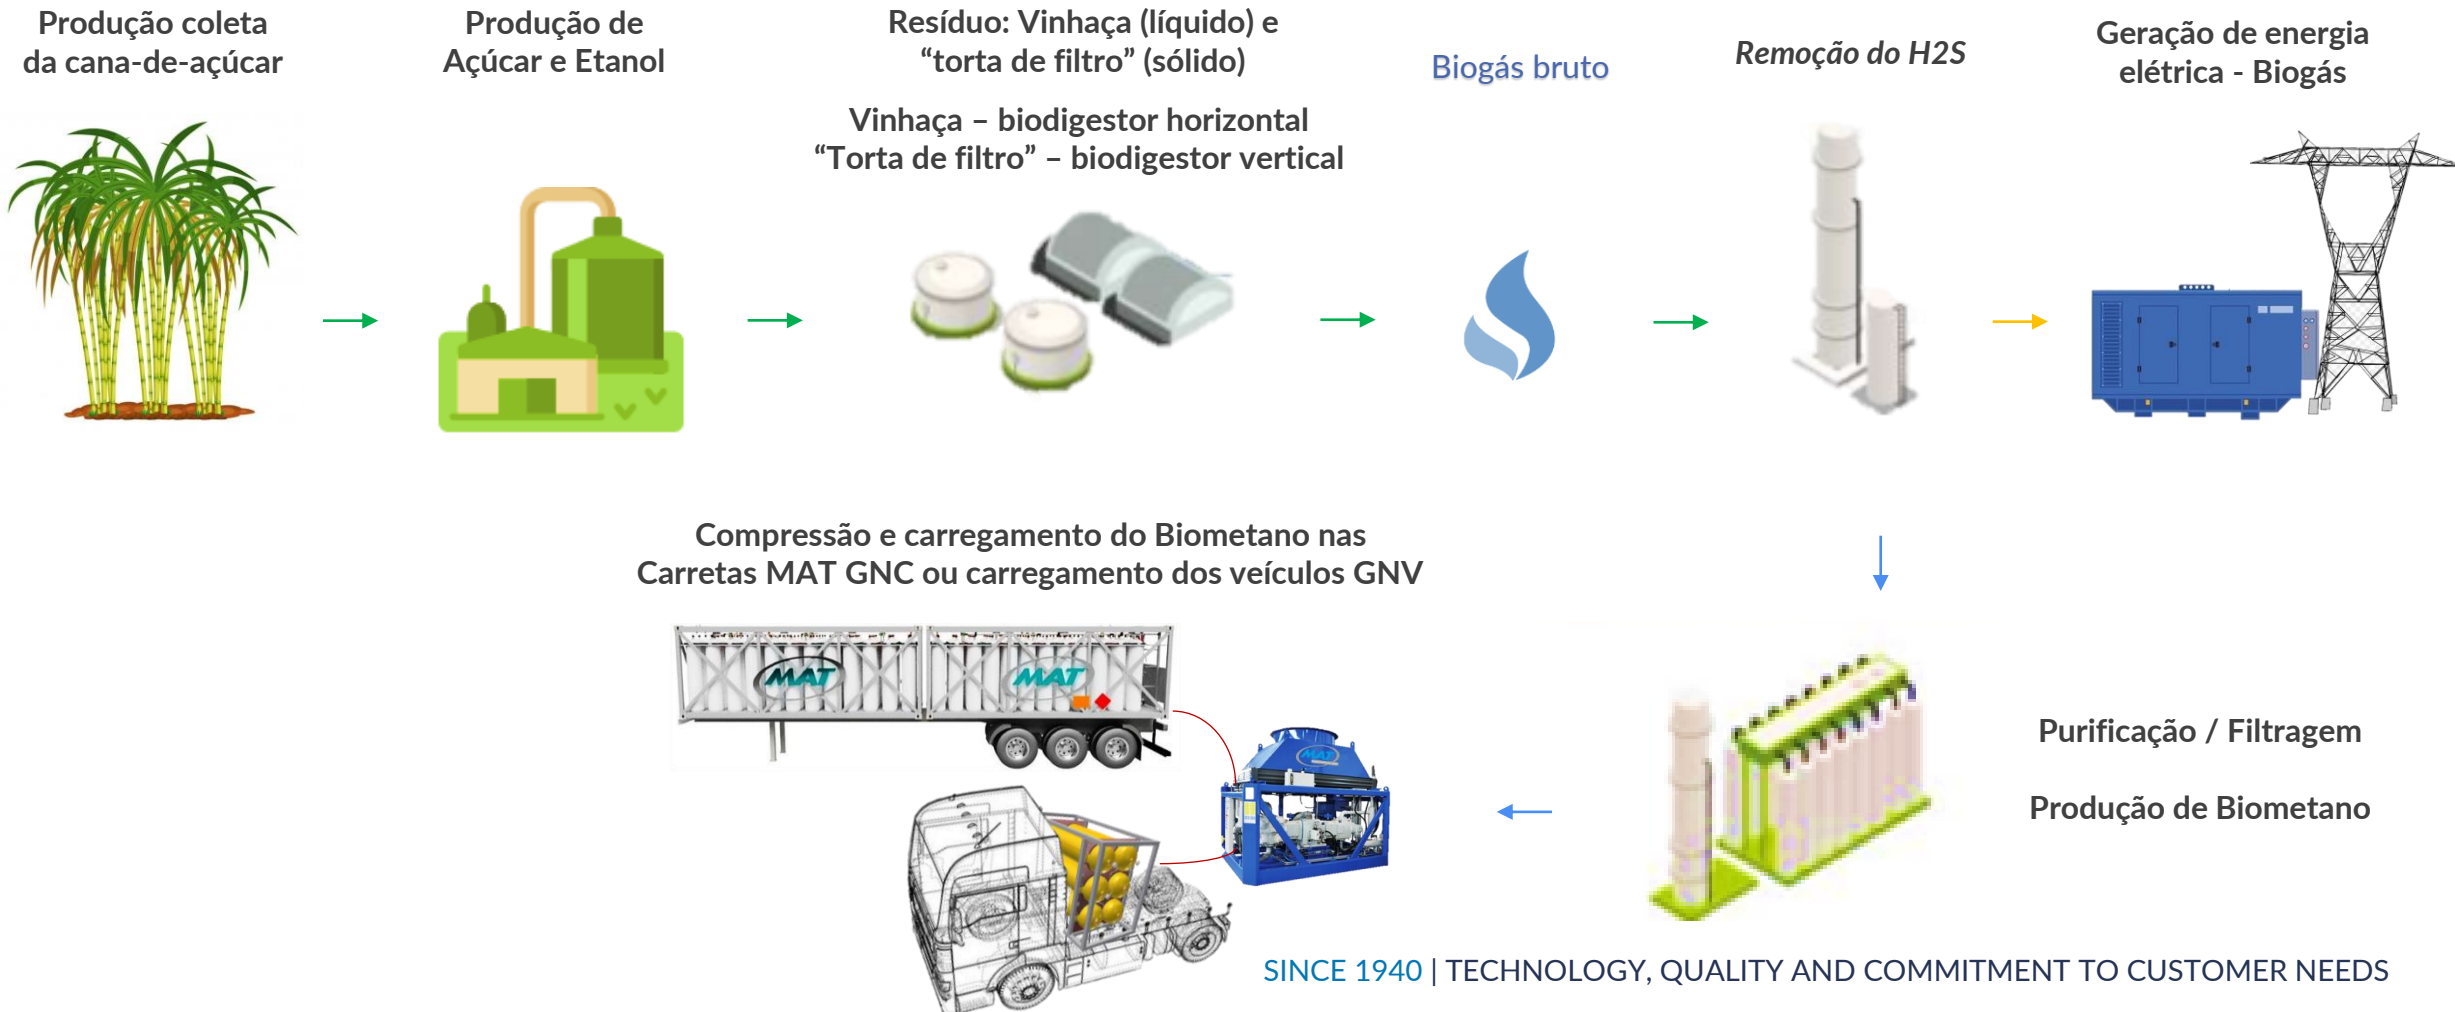 Produção coleta
da cana-de-açúcar
Produção de
Açúcar e Etanol
Resíduo: Vinhaça (líquido) e
“torta de filtro” (sólido)
Vinhaça – biodigestor horizontal
“Torta de filtro” – biodigestor vertical
Biogás bruto
Remoção do H2S
Geração de energia
elétrica - Biogás
Compressão e carregamento do Biometano nas
Carretas MAT GNC ou carregamento dos veículos GNV
MAT
MAT
MAT
Purificação / Filtragem
Produção de Biometano
SINCE 1940 | TECHNOLOGY, QUALITY AND COMMITMENT TO CUSTOMER NEEDS